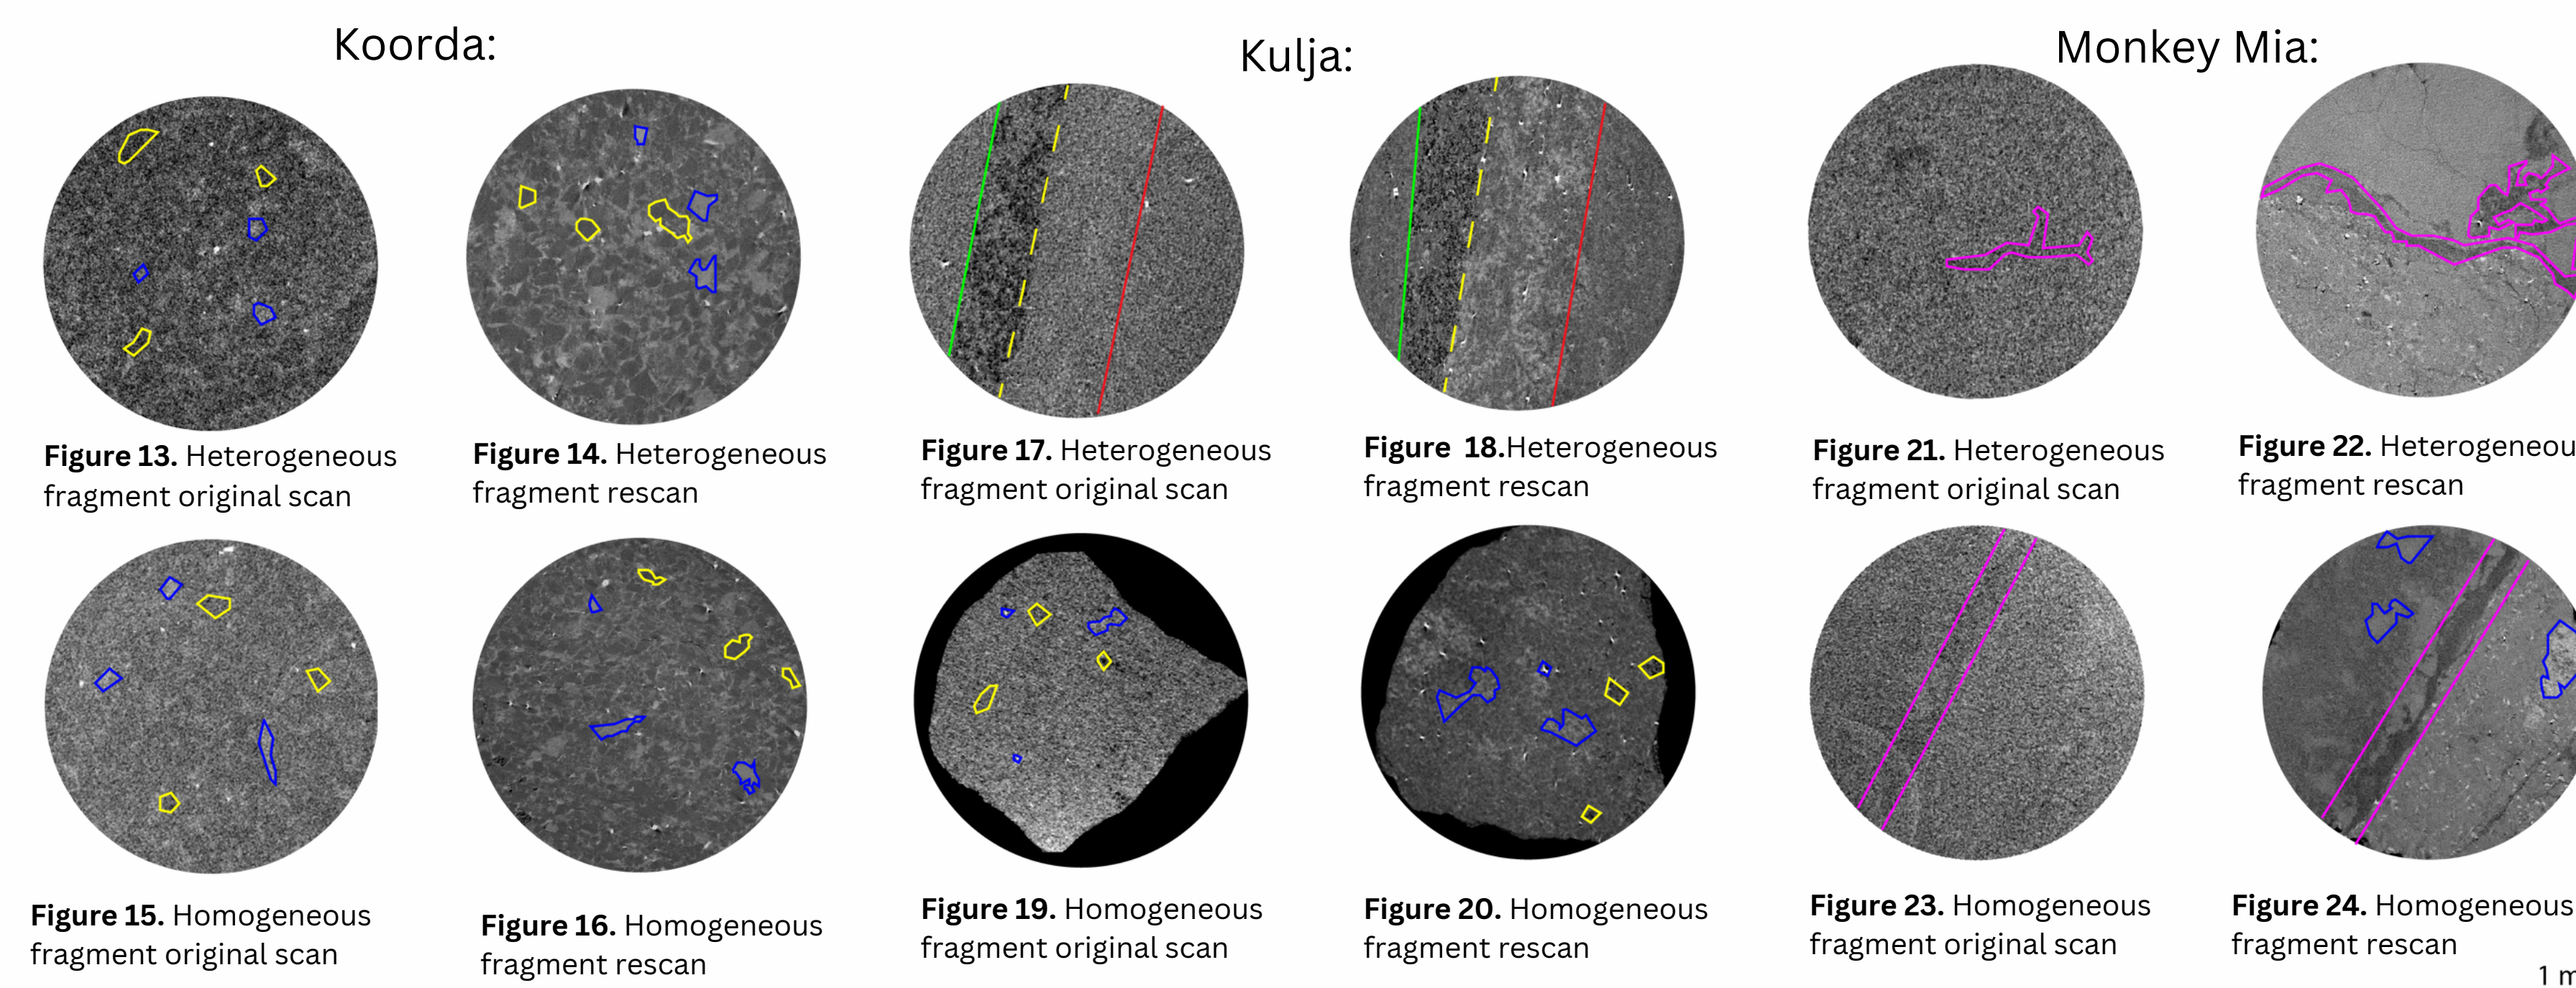 Koorda:
Kulja:
Monkey Mia:
Figure 13. Heterogeneous
fragment original scan
Figure 14. Heterogeneous
fragment rescan
Figure 17. Heterogeneous
fragment original scan
Figure 18.Heterogeneous
fragment rescan
Figure 21. Heterogeneous
fragment original scan
Figure 22. Heterogeneou
fragment rescan
Figure 15. Homogeneous
fragment original scan
Figure 16. Homogeneous
fragment rescan
Figure 19. Homogeneous
fragment original scan
Figure 20. Homogeneous
fragment rescan
Figure 23. Homogeneous
fragment original scan
Figure 24. Homogeneous
fragment rescan
1 m